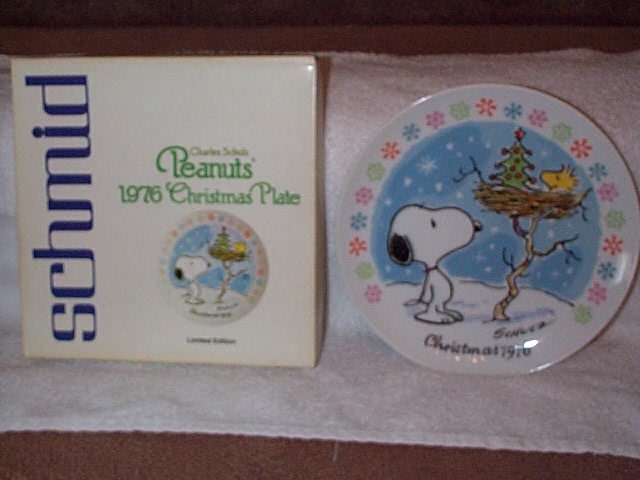 schmid
Charles Schulz
Peanuts
1976 Christmas Plate
Limited Edition
SCHULZ
Christmas 1976